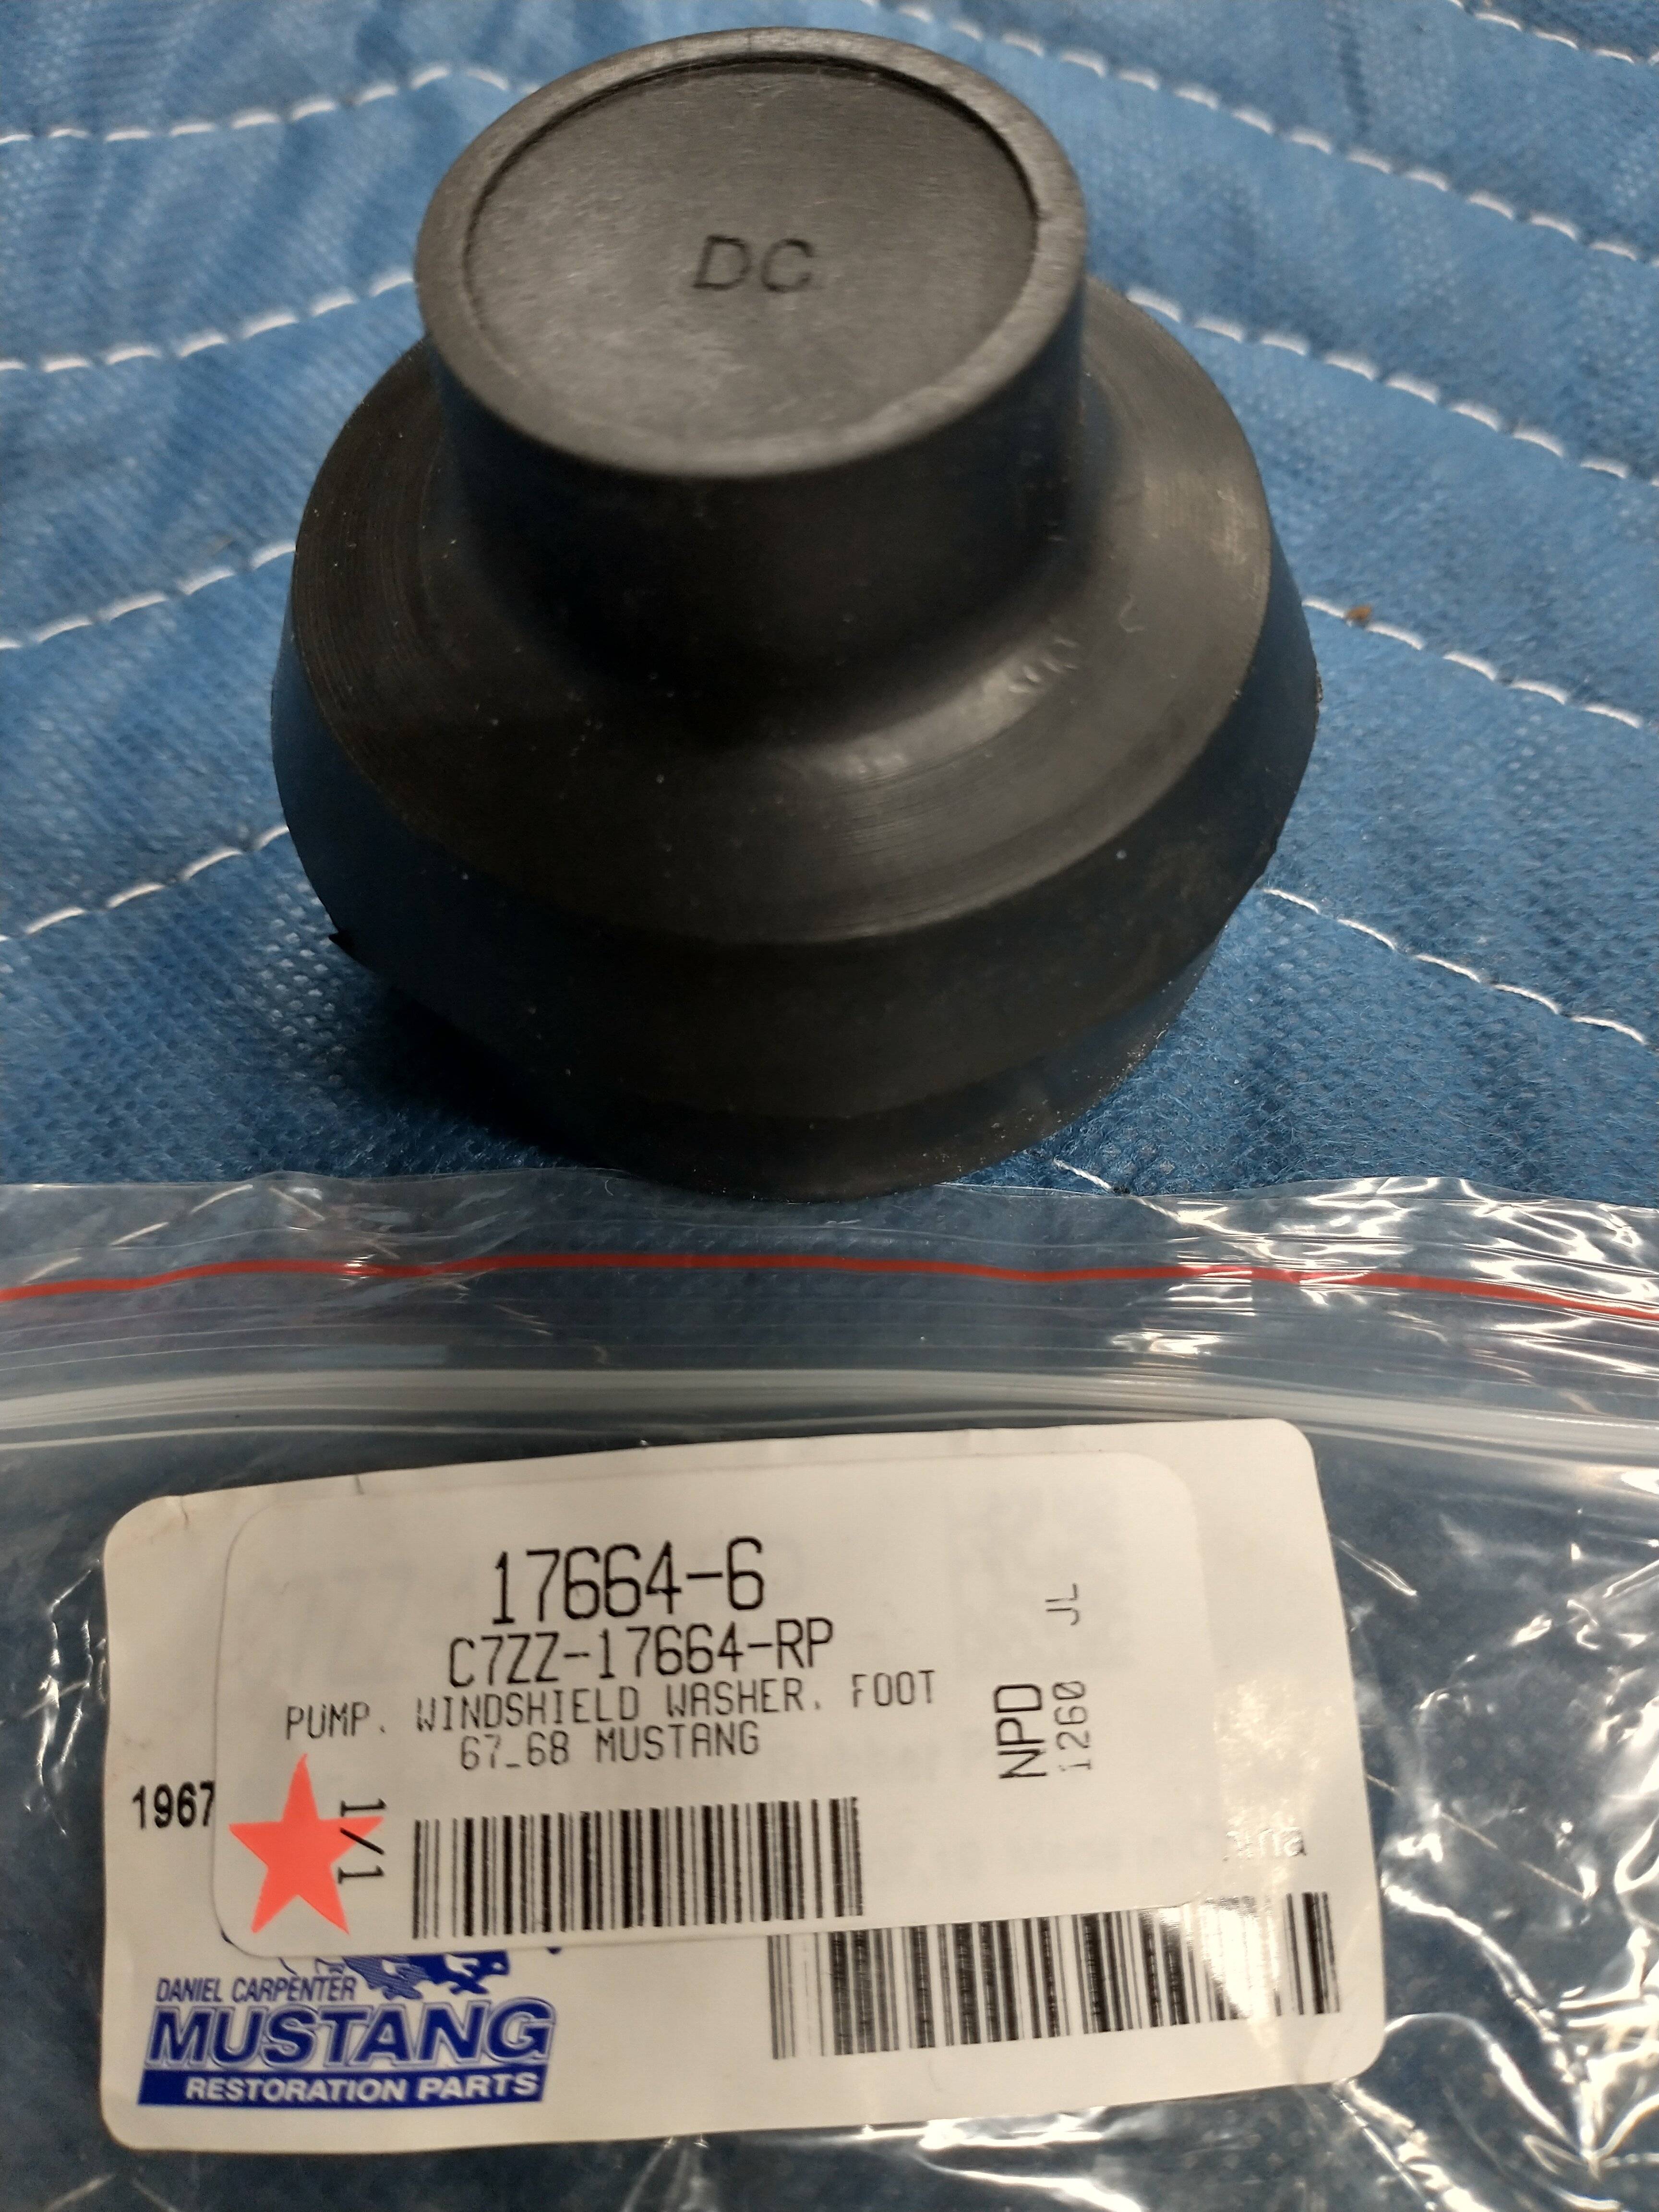 DC
17664-6
C7ZZ-17664-RP
PUMP. WINDSHIELD WASHER. FOOT
67_68 MUSTANG
NPD
1260 JL
1967
1/1
DANIEL CARPENTER
MUSTANG
RESTORATION PARTS